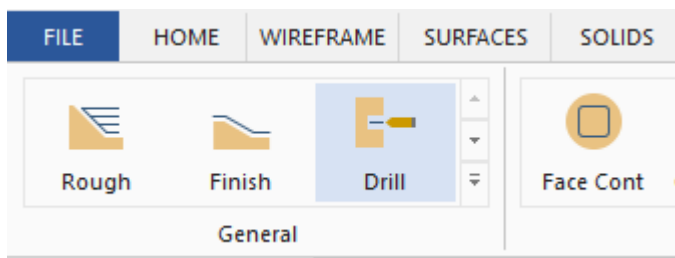 FILE HOME WIREFRAME SURFACES SOLIDS
Rough Finish Drill Face Cont
General